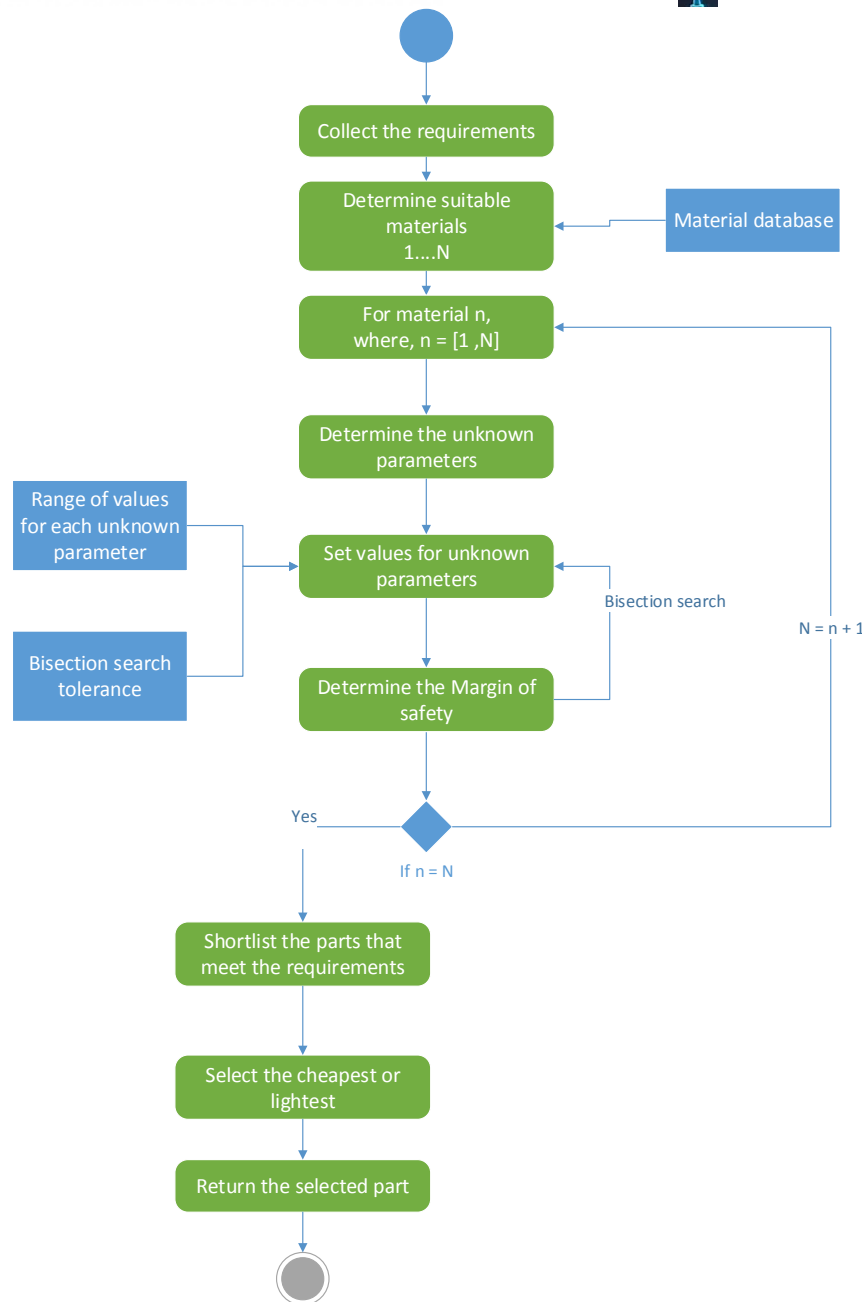 Collect the requirements
Determine suitable
materials
1....N
Material database
For material n,
where, n = [1 ,N]
Determine the unknown
parameters
Range of values
for each unknown
parameter
Set values for unknown
parameters
Bisection search
N = n + 1
Bisection search
tolerance
Determine the Margin of
safety
Yes
If n = N
Shortlist the parts that
meet the requirements
Select the cheapest or
lightest
Return the selected part